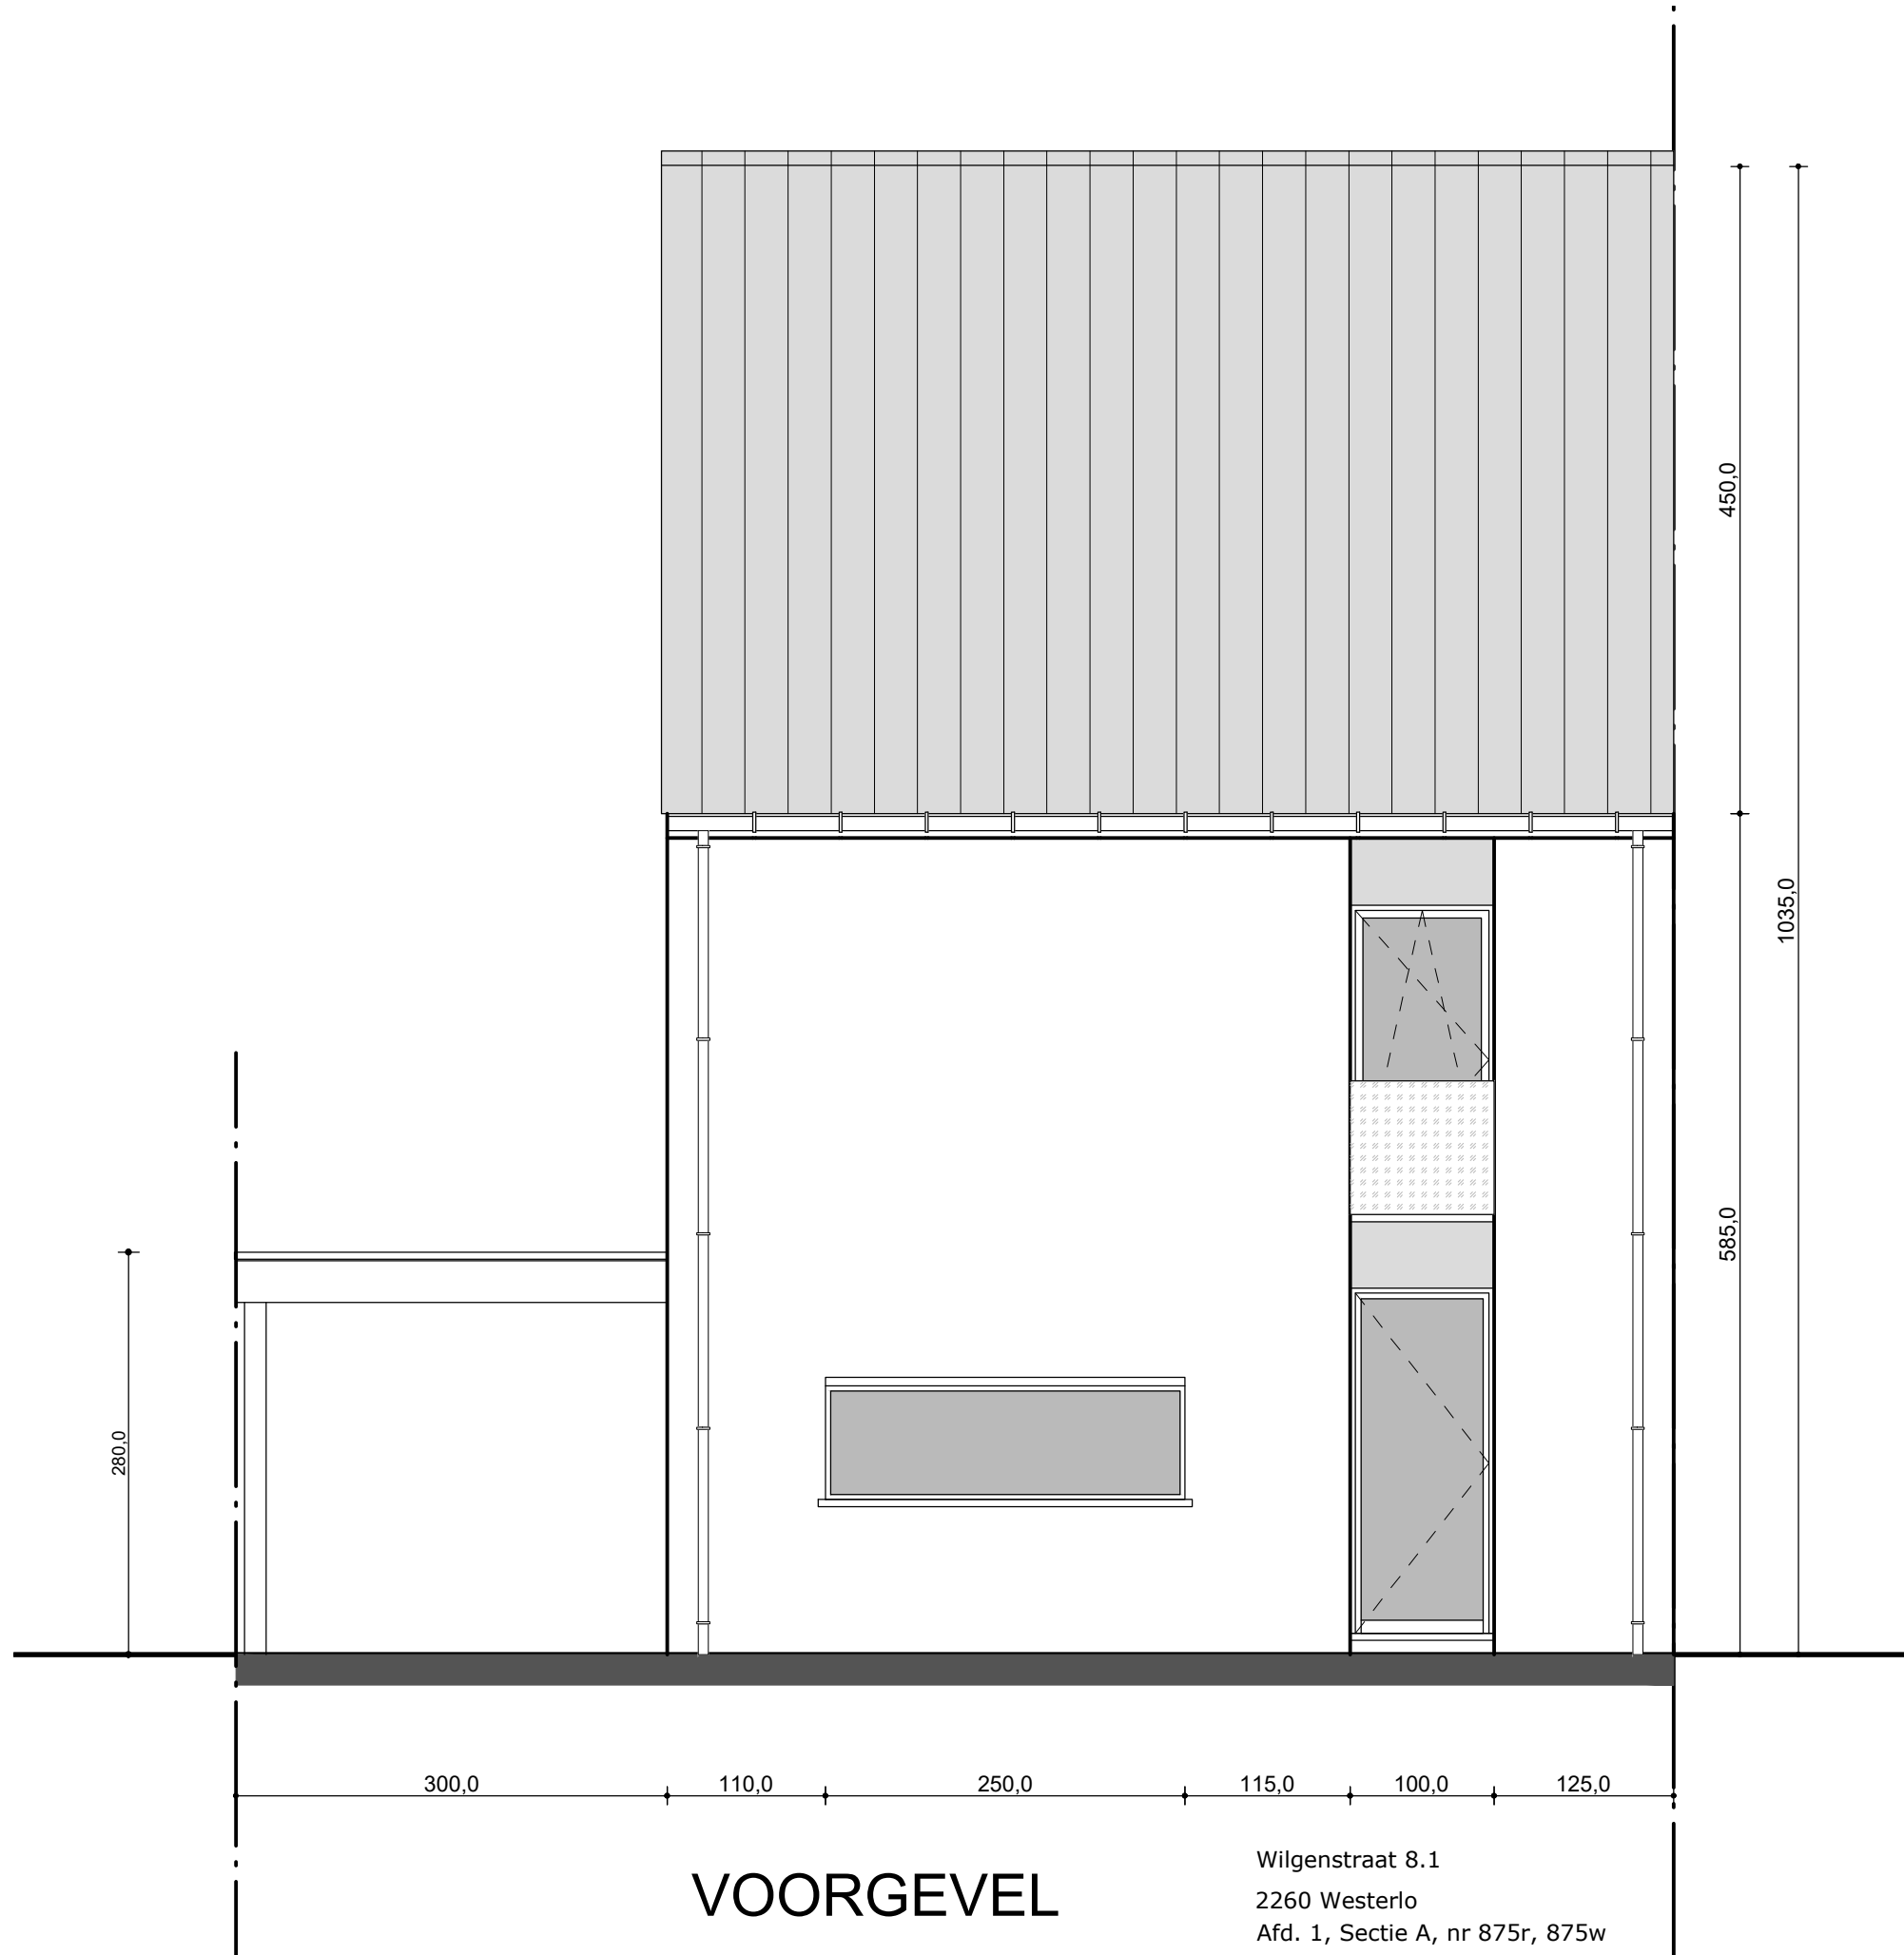 450,0
1035,0
585,0
280,0
300,0 110,0 250,0 115,0 100,0 125,0
VOORGEVEL
Wilgenstraat 8.1
2260 Westerlo
Afd. 1, Sectie A, nr 875r, 875w